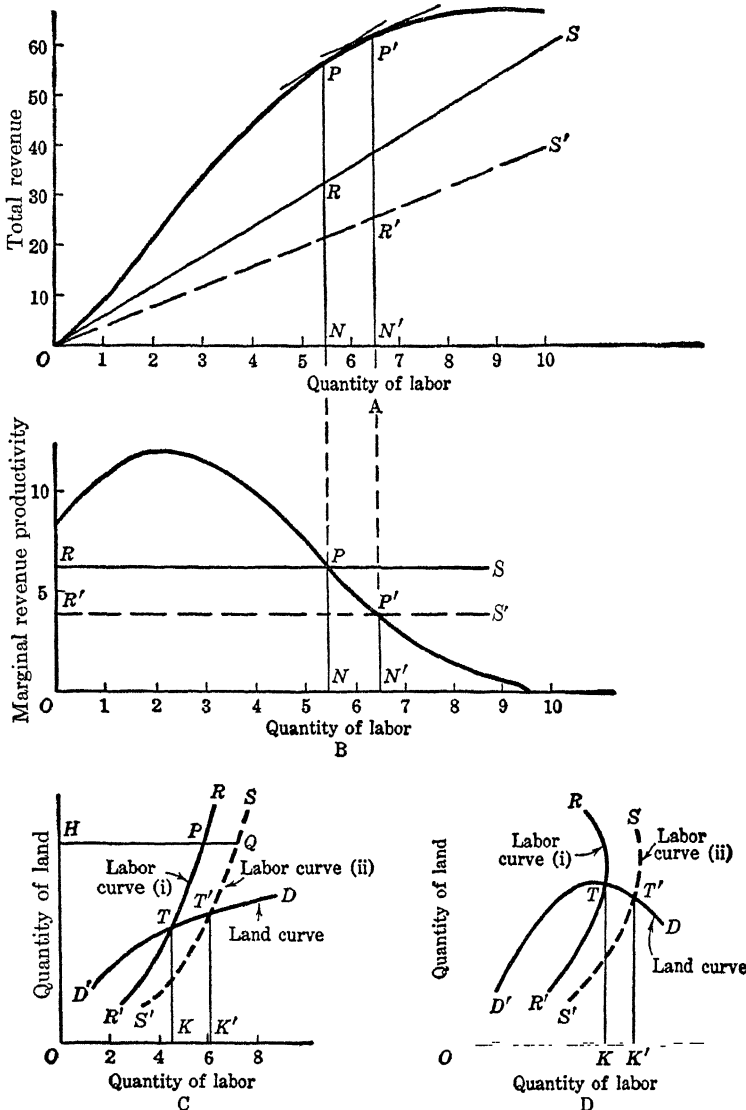 Total revenue
60
50
40
30
20
10
P
P'
S
S'
R
R'
N
N'
O 1 2 3 4 5 6 7 8 9 10
Quantity of labor
A
Marginal revenue productivity
10
5
R
P
S
R'
P'
S'
N
N'
O 1 2 3 4 5 6 7 8 9 10
Quantity of labor
B
Quantity of land
R
S
H
P
Q
Labor
curve (i)
Labor curve (ii)
T
T'
D
Land curve
D'
R'
S'
K
K'
O 2 4 6 8
Quantity of labor
C
Quantity of land
R
S
Labor
curve (i)
Labor
curve (ii)
T
T'
D
Land curve
D'
R'
S'
O K K'
Quantity of labor
D